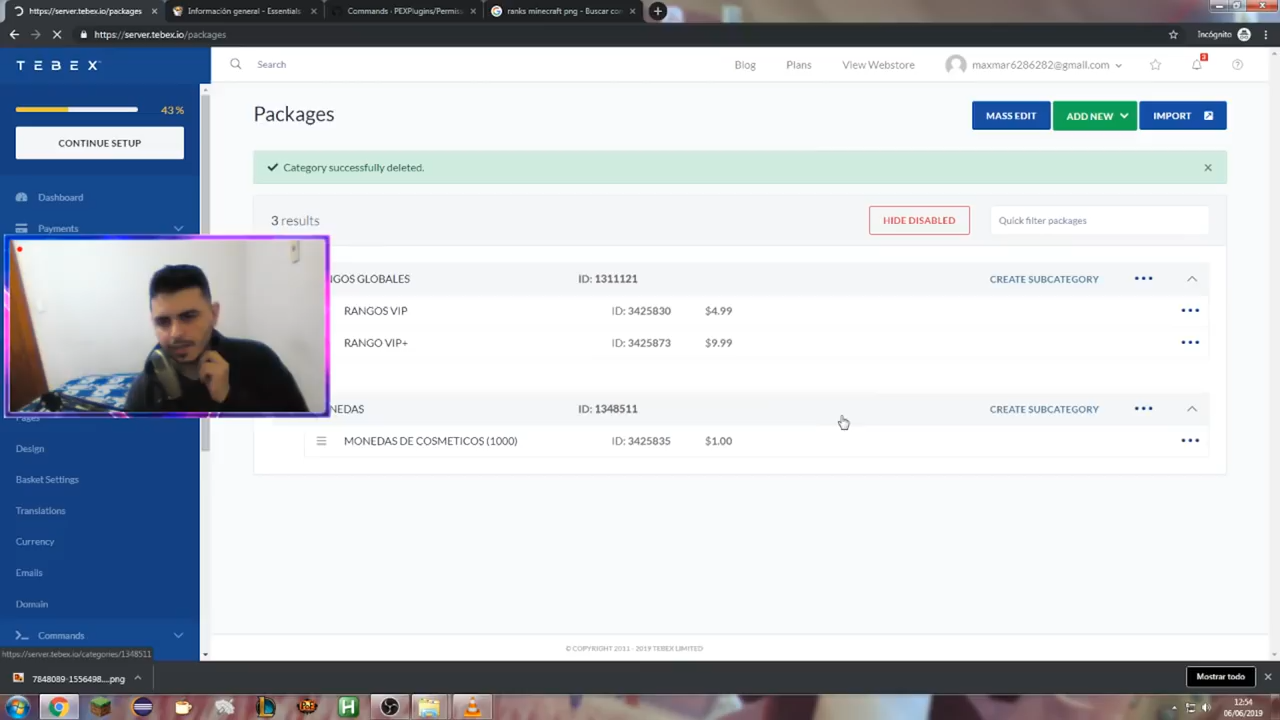 https://server.tebex.io/packages
Información general - Essentials
Commands · PEXPlugins/Permiss
ranks minecraft png - Buscar con
https://server.tebex.io/packages
Incógnito
TEBEX
Search
Blog
Plans
View Webstore
maxmar6286282@gmail.com
43%
CONTINUE SETUP
Packages
MASS EDIT
ADD NEW
IMPORT
Category successfully deleted.
Dashboard
Payments
3 results
HIDE DISABLED
Quick filter packages
NGOS GLOBALES
ID: 1311121
CREATE SUBCATEGORY
RANGOS VIP
ID: 3425830
$4.99
RANGO VIP+
ID: 3425873
$9.99
NEDAS
ID: 1348511
CREATE SUBCATEGORY
MONEDAS DE COSMETICOS (1000)
ID: 3425835
$1.00
Pages
Design
Basket Settings
Translations
Currency
Emails
Domain
Commands
https://server.tebex.io/categories/1348511
© COPYRIGHT 2011 - 2019 TEBEX LIMITED
7848089-1556498....png
Mostrar todo
12:54
06/06/2019